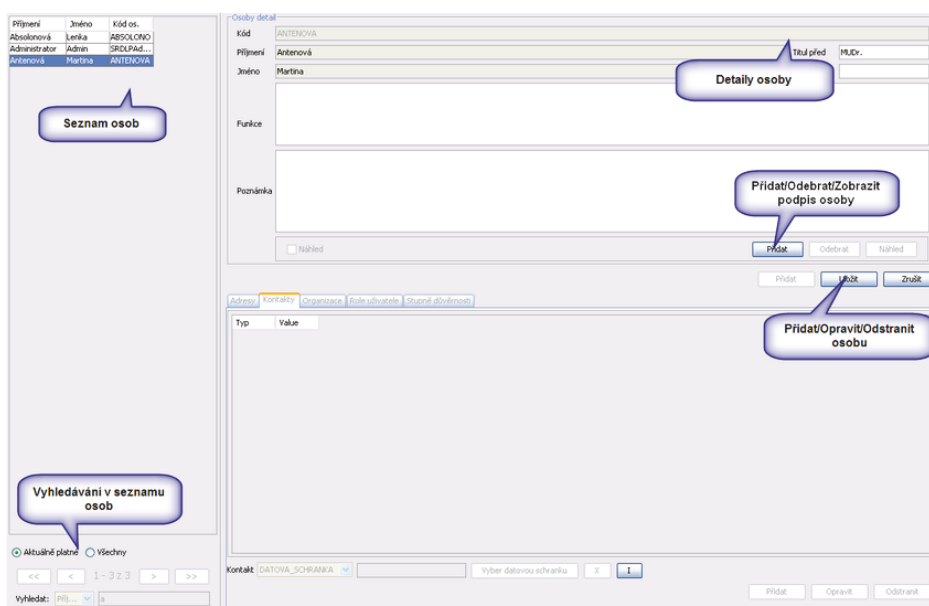 Příjmení Jméno Kód os.
Absolonová Lenka ABSOLONO
Administrator Admin SRDLPAd...
Antenová Martina ANTENOVA
Seznam osob
Vyhledávání v seznamu
osob
Aktuálně platné Všechny
<< < 1 - 3 z 3 > >>
Vyhledat: Příj... a
Osoby detail
Kód ANTENOVA
Příjmení Antenová Titul před MUDr.
Jméno Martina
Detaily osoby
Funkce
Poznámka
Přidat/Odebrat/Zobrazit
podpis osoby
Náhled Přidat Odebrat Náhled
Přidat Uložit Zrušit
Přidat/Opravit/Odstranit
osobu
Adresy Kontakty Organizace Role uživatele Stupně důvěrnosti
Typ Value
Kontakt DATOVA_SCHRANKA Vyber datovou schranku X I
Přidat Opravit Odstranit